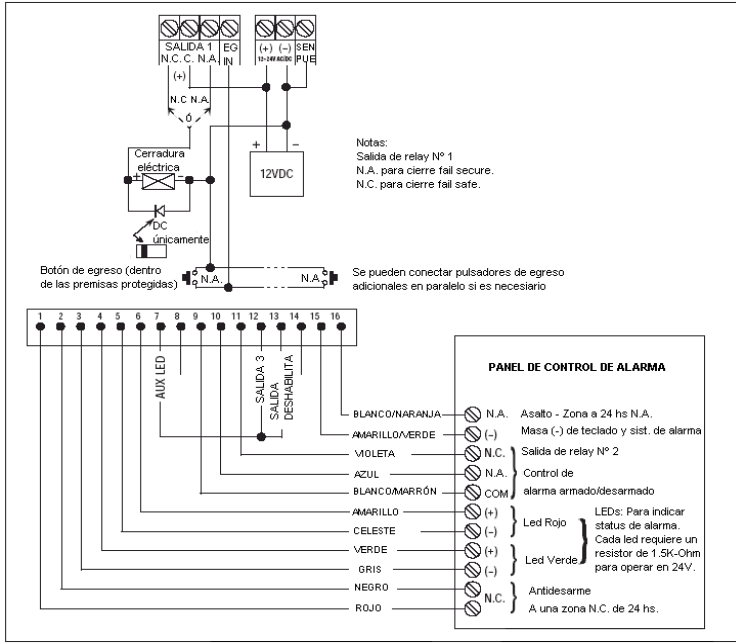 SALIDA 1
N.C. C. N.A.
EG
IN
(+) (−)
12-24V AC/DC
SEN
PUE
(+)
N.C N.A.
Ó
Cerradura
eléctrica
+ −
DC
únicamente
+ −
12VDC
Notas:
Salida de relay Nº 1
N.A. para cierre fail secure.
N.C. para cierre fail safe.
Botón de egreso (dentro
de las premisas protegidas)
N.A.
N.A.
Se pueden conectar pulsadores de egreso
adicionales en paralelo si es necesiario
1 2 3 4 5 6 7 8 9 10 11 12 13 14 15 16
AUX LED
SALIDA 3
SALIDA
DESHABILITA
PANEL DE CONTROL DE ALARMA
BLANCO/NARANJA N.A. Asalto - Zona a 24 hs N.A.
AMARILLO/VERDE (−) Masa (-) de teclado y sist. de alarma
VIOLETA N.C. Salida de relay Nº 2
AZUL N.A. Control de
BLANCO/MARRÓN COM alarma armado/desarmado
AMARILLO (+)
CELESTE (−)
Led Rojo
VERDE (+)
GRIS (−)
Led Verde
LEDs: Para indicar
status de alarma.
Cada led requiere un
resistor de 1.5K-Ohm
para operar en 24V.
NEGRO
ROJO
N.C.
Antidesarme
A una zona N.C. de 24 hs.